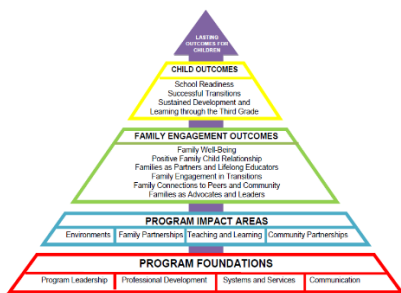 LASTING
OUTCOMES FOR
CHILDREN
CHILD OUTCOMES
School Readiness
Successful Transitions
Sustained Development and
Learning through the Third Grade
FAMILY ENGAGEMENT OUTCOMES
Family Well-Being
Positive Family Child Relationship
Families as Partners and Lifelong Educators
Family Engagement in Transitions
Family Connections to Peers and Community
Families as Advocates and Leaders
PROGRAM IMPACT AREAS
Environments Family Partnerships Teaching and Learning Community Partnerships
PROGRAM FOUNDATIONS
Program Leadership Professional Development Systems and Services Communication